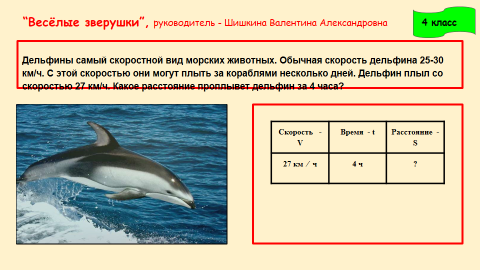 “Весёлые зверушки”, руководитель - Шишкина Валентина Александровна
4 класс
Дельфины самый скоростной вид морских животных. Обычная скорость дельфина 25-30
км/ч. С этой скоростью они могут плыть за кораблями несколько дней. Дельфин плыл со
скоростью 27 км/ч. Какое расстояние проплывет дельфин за 4 часа?
Скорость - Время - t Расстояние -
V S
27 км / ч 4 ч ?